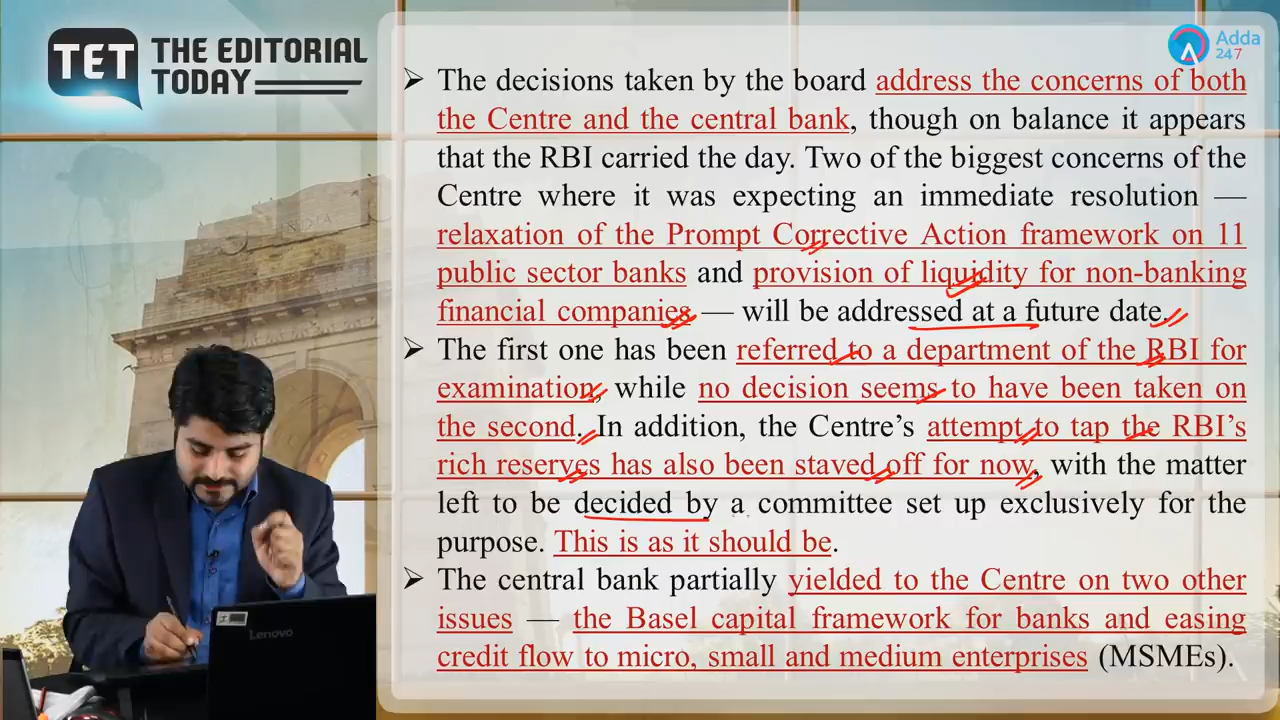 TET THE EDITORIAL TODAY
Adda
247
➢ The decisions taken by the board address the concerns of both
the Centre and the central bank, though on balance it appears
that the RBI carried the day. Two of the biggest concerns of the
Centre where it was expecting an immediate resolution —
relaxation of the Prompt Corrective Action framework on 11
public sector banks and provision of liquidity for non-banking
financial companies — will be addressed at a future date.
➢ The first one has been referred to a department of the RBI for
examination, while no decision seems to have been taken on
the second. In addition, the Centre’s attempt to tap the RBI’s
rich reserves has also been staved off for now, with the matter
left to be decided by a committee set up exclusively for the
purpose. This is as it should be.
➢ The central bank partially yielded to the Centre on two other
issues — the Basel capital framework for banks and easing
credit flow to micro, small and medium enterprises (MSMEs).
Lenovo